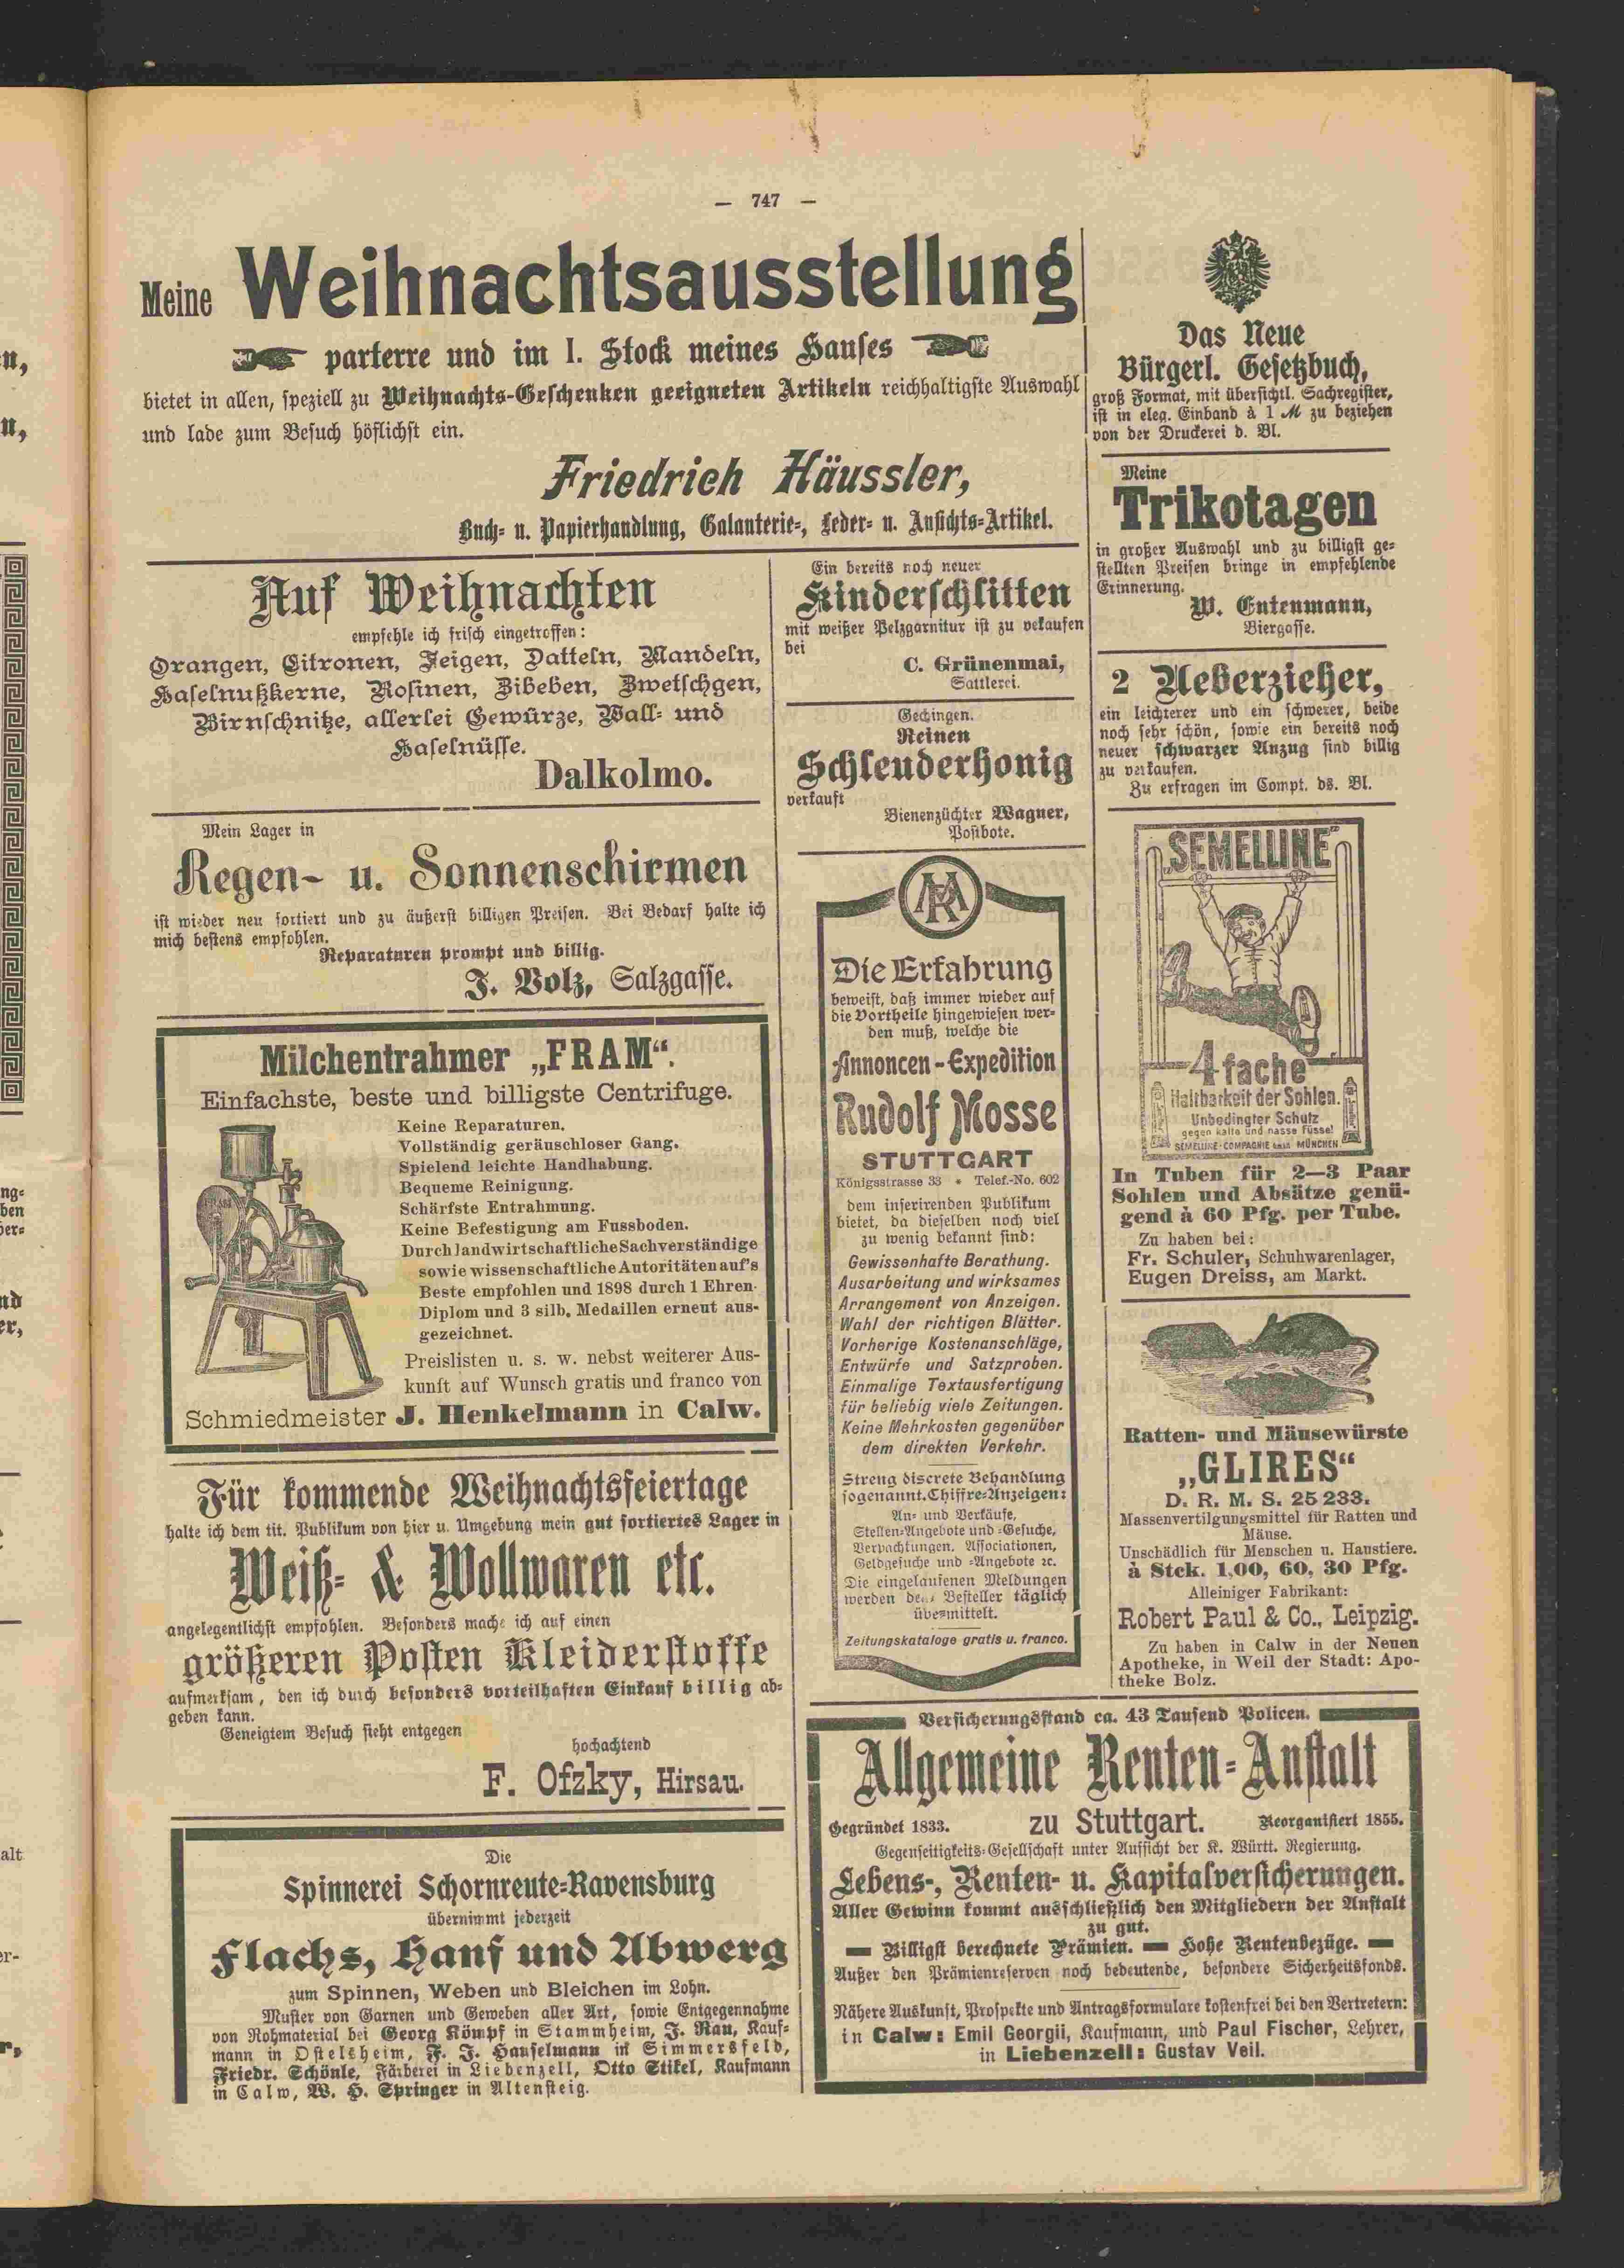 — 747 —
Meine Weihnachtsausstellung
parterre und im I. Stock meines Hauses
bietet in allen, speziell zu Weihnachts-Geschenken geeigneten Artikeln reichhaltigste Auswahl
und lade zum Besuch höflichst ein.
Friedrich Häussler,
Buch- u. Papierhandlung, Galanterie-, Leder- u. Ansichts-Artikel.
Auf Weihnachten
empfehle ich frisch eingetroffen:
Orangen, Citronen, Feigen, Datteln, Mandeln,
Haselnußkerne, Rosinen, Zibeben, Zwetschgen,
Birnschnitze, allerlei Gewürze, Wall- und
Haselnüsse.
Dalkolmo.
Mein Lager in
Regen- u. Sonnenschirmen
ist wieder neu sortiert und zu äußerst billigen Preisen. Bei Bedarf halte ich
mich bestens empfohlen.
Reparaturen prompt und billig.
J. Volz, Salzgasse.
Milchentrahmer „FRAM“.
Einfachste, beste und billigste Centrifuge.
FRAM
Keine Reparaturen.
Vollständig geräuschloser Gang.
Spielend leichte Handhabung.
Bequeme Reinigung.
Schärfste Entrahmung.
Keine Befestigung am Fussboden.
Durch landwirtschaftliche Sachverständige
sowie wissenschaftliche Autoritäten auf's
Beste empfohlen und 1898 durch 1 Ehren-
Diplom und 3 silb. Medaillen erneut aus-
gezeichnet.
Preislisten u. s. w. nebst weiterer Aus-
kunft auf Wunsch gratis und franco von
Schmiedmeister J. Henkelmann in Calw.
Für kommende Weihnachtsfeiertage
halte ich dem tit. Publikum von hier u. Umgebung mein gut sortiertes Lager in
Weiß- & Wollwaren etc.
angelegentlichst empfohlen. Besonders mache ich auf einen
größeren Posten Kleiderstoffe
aufmerksam, den ich durch besonders vorteilhaften Einkauf billig ab-
geben kann.
Geneigtem Besuch sieht entgegen
hochachtend
F. Ofzky, Hirsau.
Die
Spinnerei Schornreute-Ravensburg
übernimmt jederzeit
Flachs, Hanf und Abwerg
zum Spinnen, Weben und Bleichen im Lohn.
Muster von Garnen und Geweben aller Art, sowie Entgegennahme
von Rohmaterial bei Georg Kömpf in Stammheim, J. Rau, Kauf-
mann in Ostelsheim, F. J. Hanselmann in Simmersfeld,
Friedr. Schönle, Färberei in Liebenzell, Otto Stikel, Kaufmann
in Calw, W. H. Springer in Altensteig.
Ein bereits noch neuer
Kinderschlitten
mit weißer Pelzgarnitur ist zu vekaufen
bei
C. Grünenmai,
Sattlerei.
Gechingen.
Reinen
Schleuderhonig
verkauft
Bienenzüchter Wagner,
Postbote.
Die Erfahrung
beweist, daß immer wieder auf
die Vortheile hingewiesen wer-
den muß, welche die
Annoncen-Expedition
Rudolf Mosse
STUTTGART
Königsstrasse 33 • Telef.-No. 602
dem inserirenden Publikum
bietet, da dieselben noch viel
zu wenig bekannt sind:
Gewissenhafte Berathung.
Ausarbeitung und wirksames
Arrangement von Anzeigen.
Wahl der richtigen Blätter.
Vorherige Kostenanschläge,
Entwürfe und Satzproben.
Einmalige Textausfertigung
für beliebig viele Zeitungen.
Keine Mehrkosten gegenüber
dem direkten Verkehr.
Streng discrete Behandlung
sogenannt. Chiffre-Anzeigen:
An- und Verkäufe,
Stellen-Angebote und -Gesuche,
Verpachtungen, Associationen,
Geldgesuche und -Angebote ꝛc.
Die eingelaufenen Meldungen
werden dem Besteller täglich
übermittelt.
Zeitungskataloge gratis u. franco.
Das Neue
Bürgerl. Gesetzbuch,
groß Format, mit übersichtl. Sachregister,
ist in eleg. Einband à 1 M zu beziehen
von der Druckerei d. Bl.
Meine
Trikotagen
in großer Auswahl und zu billigst ge-
stellten Preisen bringe in empfehlende
Erinnerung.
W. Entenmann,
Biergasse.
2 Ueberzieher,
ein leichterer und ein schwerer, beide
noch sehr schön, sowie ein bereits noch
neuer schwarzer Anzug sind billig
zu verkaufen.
Zu erfragen im Compt. ds. Bl.
„SEMELLINE“
4 fache
Haltbarkeit der Sohlen.
Unbedingter Schutz
gegen kalte und nasse Füsse!
SEMELLINE-COMPAGNIE MÜNCHEN
In Tuben für 2—3 Paar
Sohlen und Absätze genü-
gend à 60 Pfg. per Tube.
Zu haben bei:
Fr. Schuler, Schuhwarenlager,
Eugen Dreiss, am Markt.
Ratten- und Mäusewürste
„GLIRES“
D. R. M. S. 25 233.
Massenvertilgungsmittel für Ratten und
Mäuse.
Unschädlich für Menschen u. Haustiere.
à Stck. 1,00, 60, 30 Pfg.
Alleiniger Fabrikant:
Robert Paul & Co., Leipzig.
Zu haben in Calw in der Neuen
Apotheke, in Weil der Stadt: Apo-
theke Bolz.
Versicherungsstand ca. 43 Tausend Policen.
Allgemeine Renten-Anstalt
Gegründet 1833. zu Stuttgart. Reorganisiert 1855.
Gegenseitigkeits-Gesellschaft unter Aufsicht der K. Württ. Regierung.
Lebens-, Renten- u. Kapitalversicherungen.
Aller Gewinn kommt ausschließlich den Mitgliedern der Anstalt
zu gut.
Billigst berechnete Prämien. — Hohe Rentenbezüge.
Außer den Prämienreserven noch bedeutende, besondere Sicherheitsfonds.
Nähere Auskunft, Prospekte und Antragsformulare kostenfrei bei den Vertretern:
in Calw: Emil Georgii, Kaufmann, und Paul Fischer, Lehrer,
in Liebenzell: Gustav Veil.